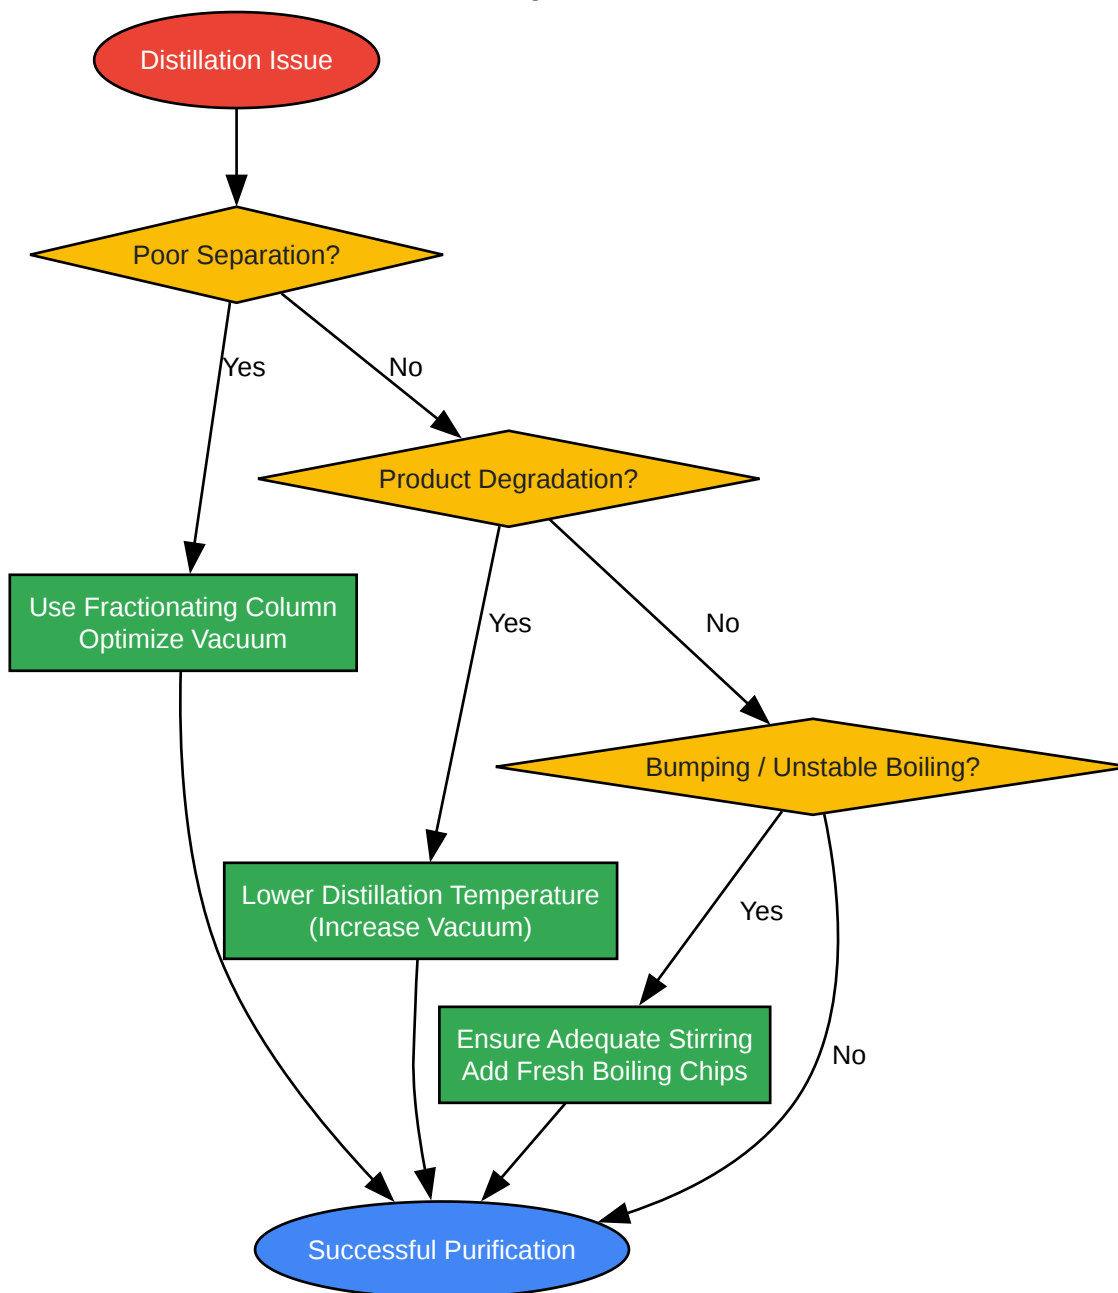 Distillation Issue
Poor Separation?
Yes
No
Product Degradation?
Use Fractionating Column
Optimize Vacuum
Yes
No
Bumping / Unstable Boiling?
Lower Distillation Temperature
(Increase Vacuum)
Yes
Ensure Adequate Stirring
Add Fresh Boiling Chips
No
Successful Purification